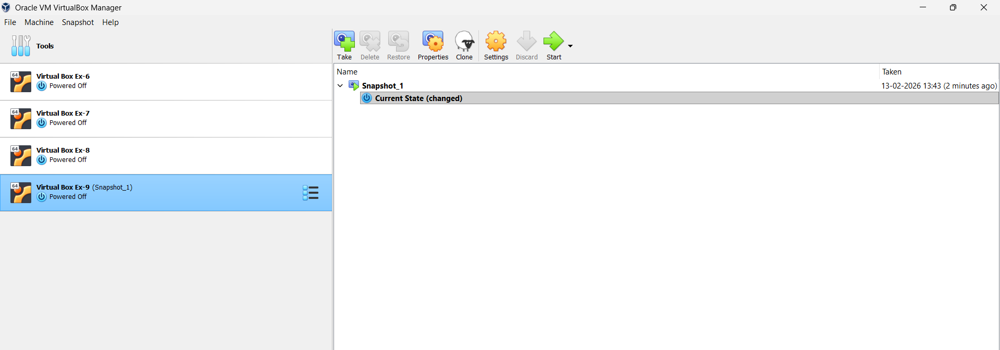 Oracle VM VirtualBox Manager
File Machine Snapshot Help
Tools
Take Delete Restore Properties Clone Settings Discard Start
64 Virtual Box Ex-6
Powered Off
64 Virtual Box Ex-7
Powered Off
64 Virtual Box Ex-8
Powered Off
64 Virtual Box Ex-9 (Snapshot_1)
Powered Off
Name Taken
Snapshot_1 13-02-2026 13:43 (2 minutes ago)
Current State (changed)